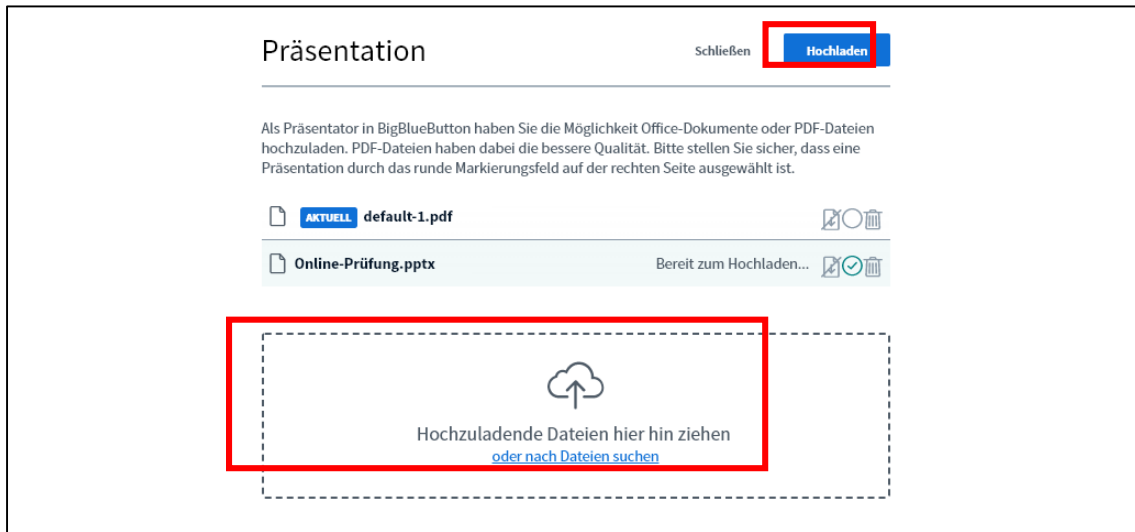 Präsentation Schließen Hochladen
Als Präsentator in BigBlueButton haben Sie die Möglichkeit Office-Dokumente oder PDF-Dateien
hochzuladen. PDF-Dateien haben dabei die bessere Qualität. Bitte stellen Sie sicher, dass eine
Präsentation durch das runde Markierungsfeld auf der rechten Seite ausgewählt ist.
AKTUELL default-1.pdf
Online-Prüfung.pptx Bereit zum Hochladen...
Hochzuladende Dateien hier hin ziehen
oder nach Dateien suchen